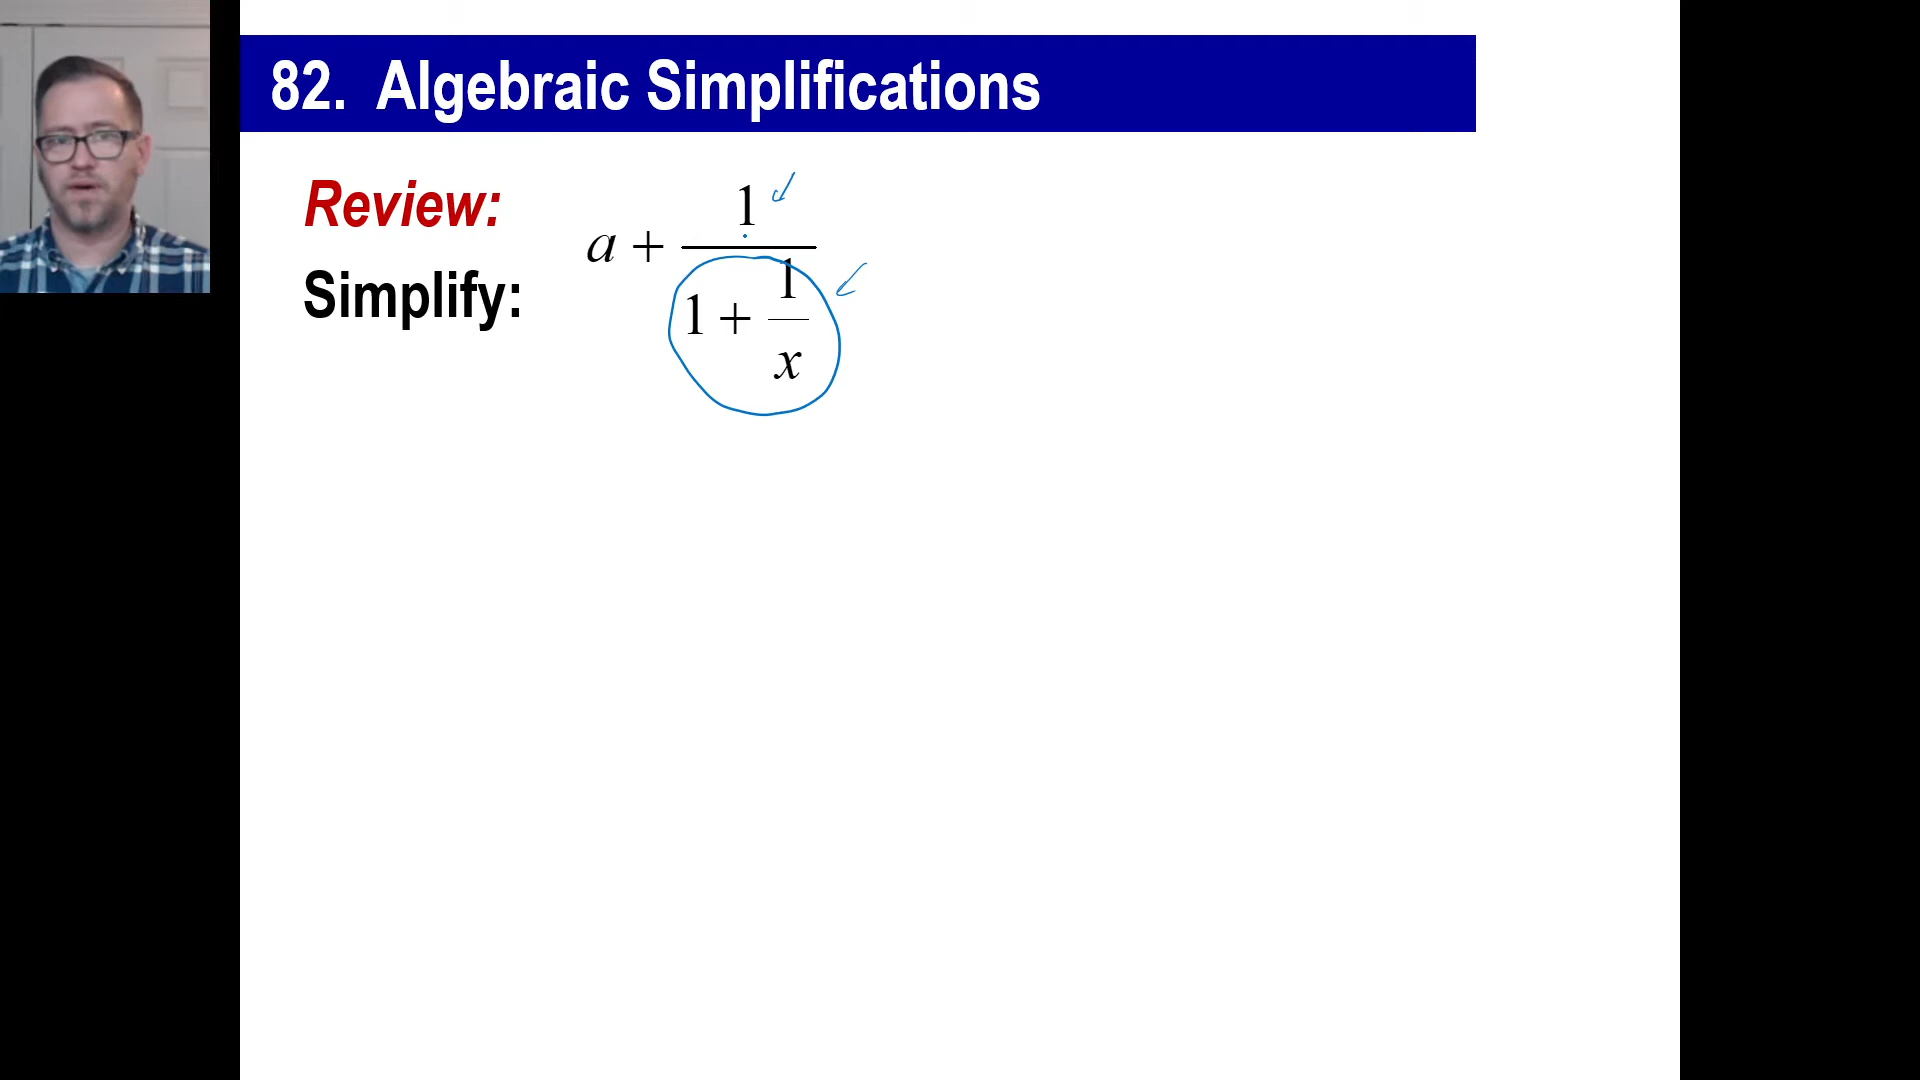 82. Algebraic Simplifications
Review:
Simplify:
a + 1
1 + 1
x